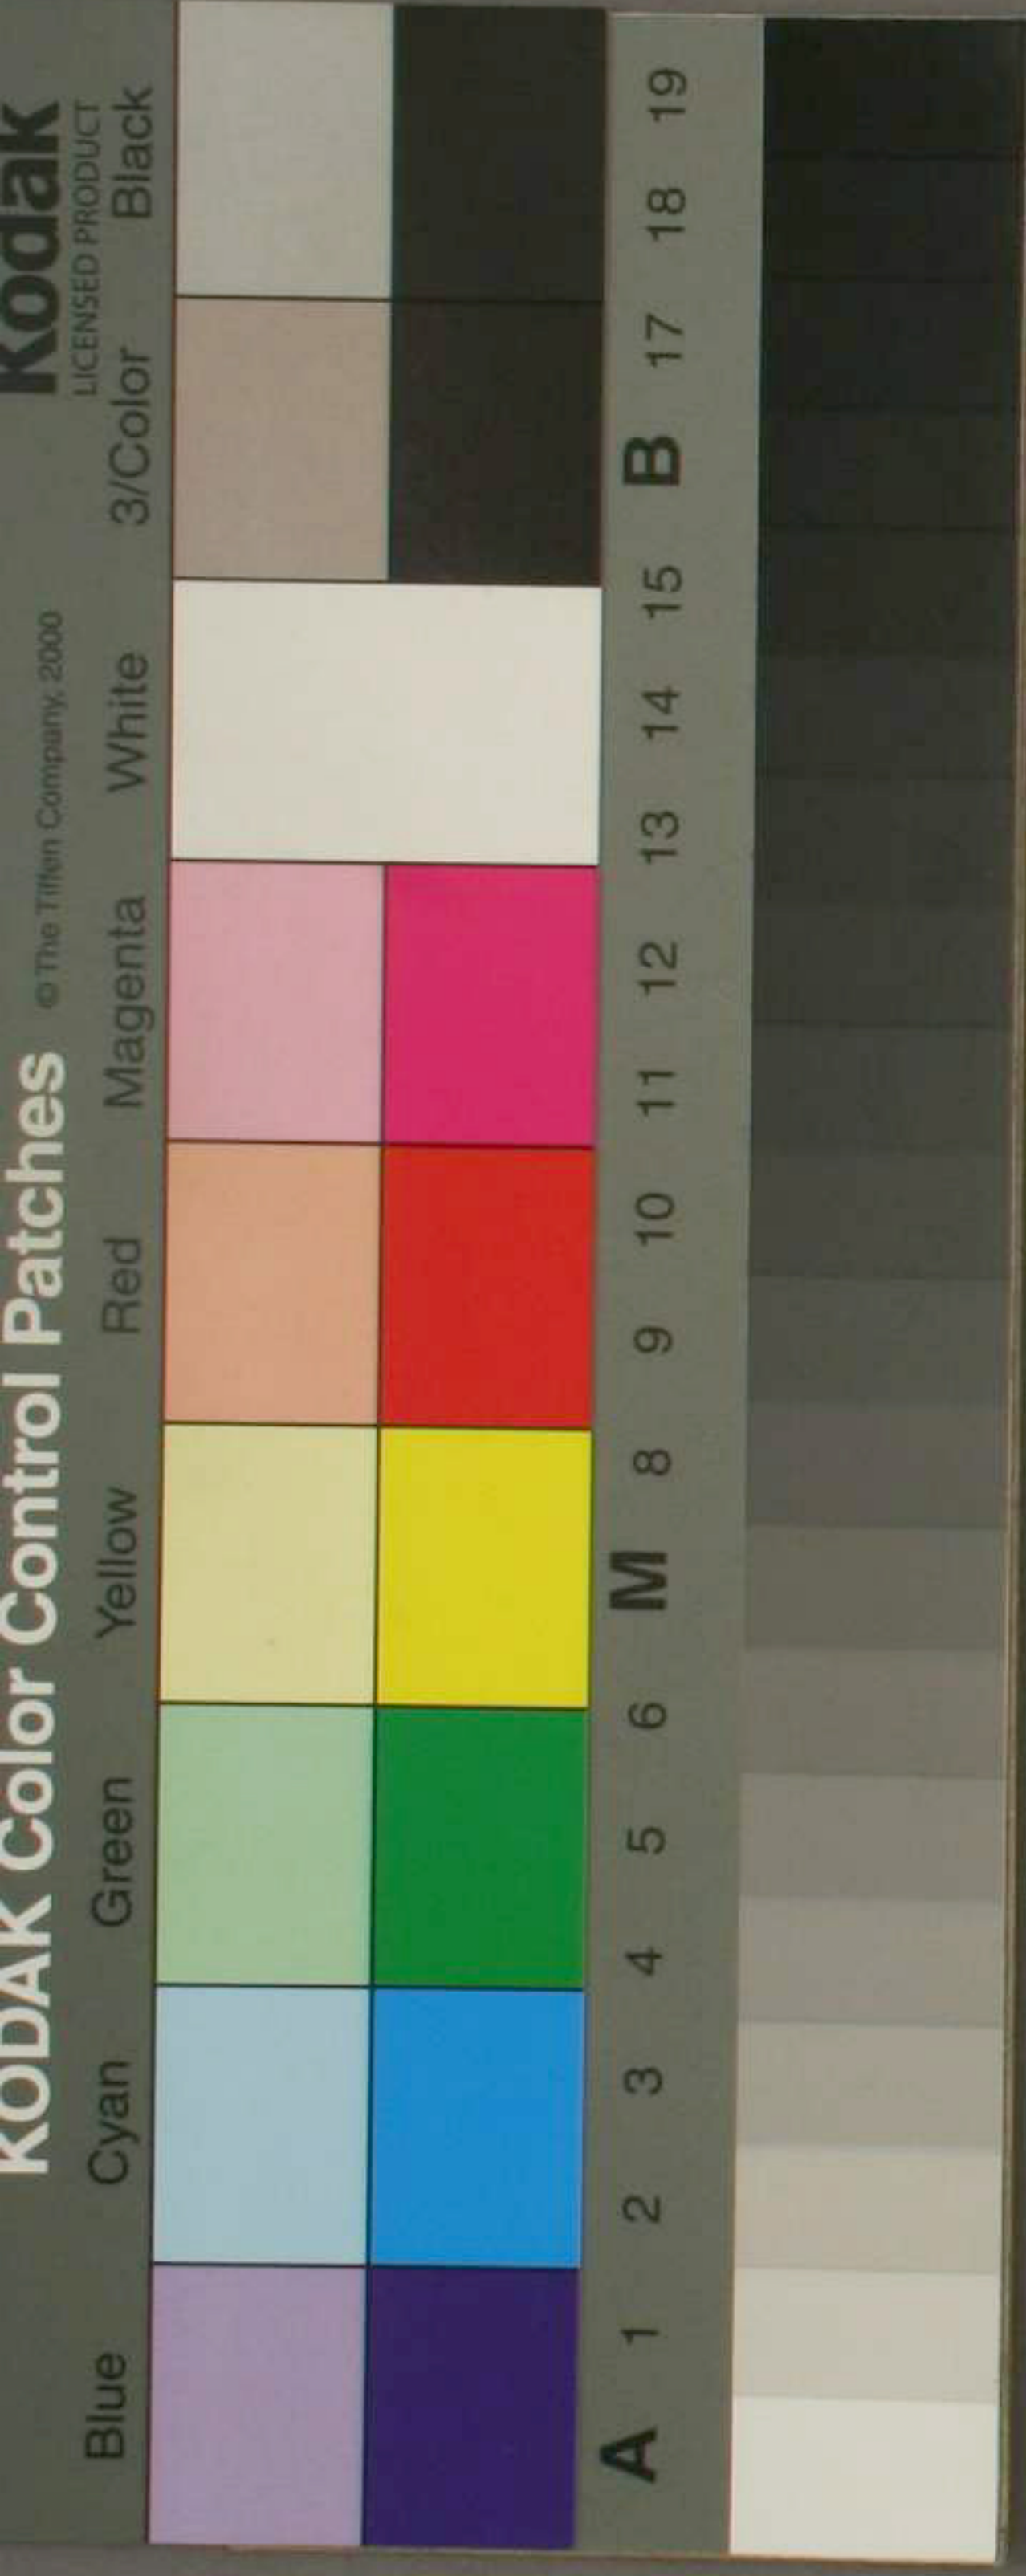 KODAK Color Control Patches
© The Tiffen Company, 2000
Kodak
LICENSED PRODUCT
Blue Cyan Green Yellow Red Magenta White 3/Color Black
A 1 2 3 4 5 6 M 8 9 10 11 12 13 14 15 B 17 18 19